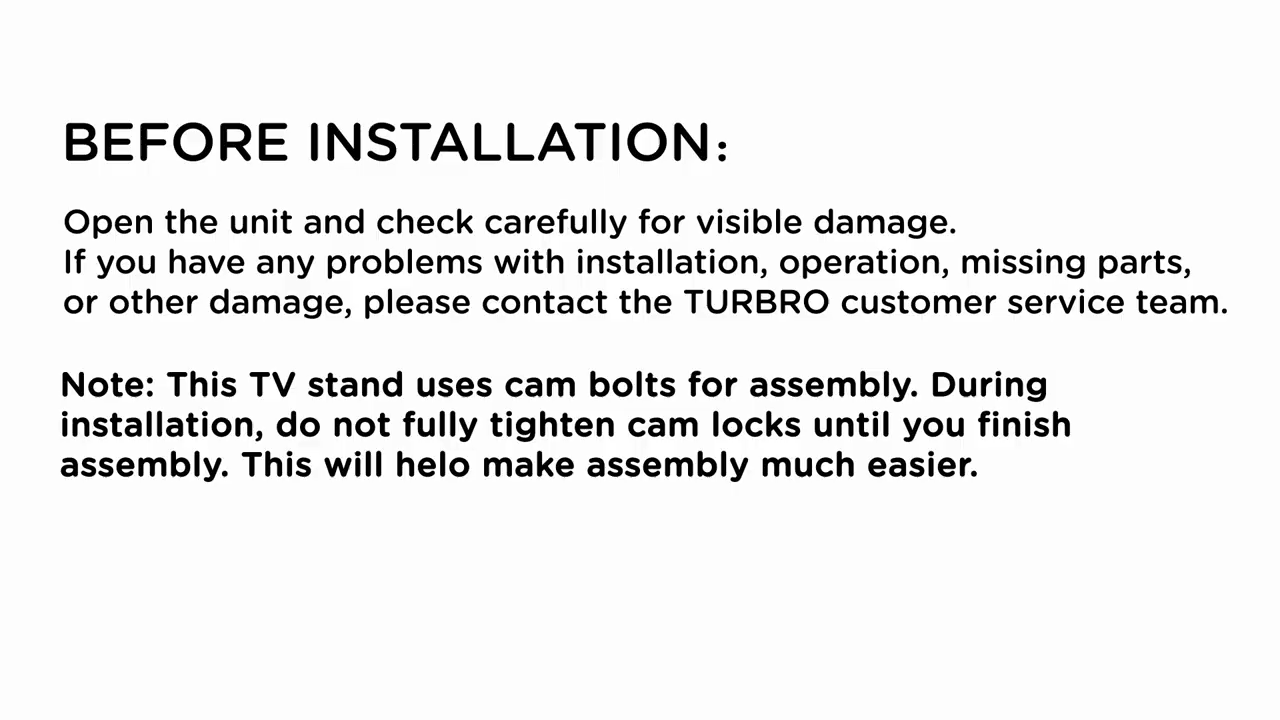 BEFORE INSTALLATION:
Open the unit and check carefully for visible damage.
If you have any problems with installation, operation, missing parts,
or other damage, please contact the TURBRO customer service team.
Note: This TV stand uses cam bolts for assembly. During
installation, do not fully tighten cam locks until you finish
assembly. This will helo make assembly much easier.